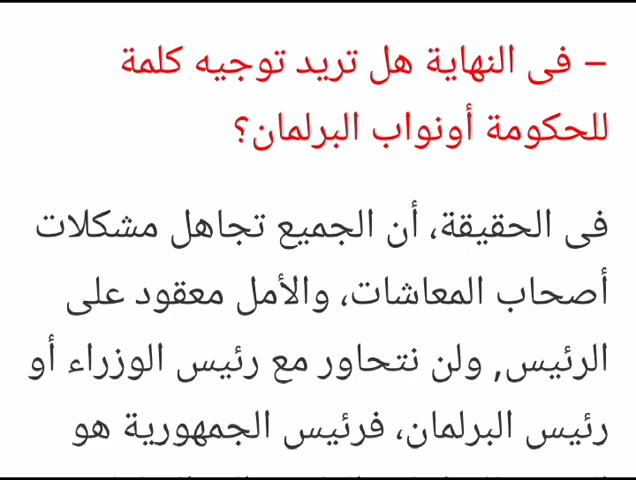 – فى النهاية هل تريد توجيه كلمة
للحكومة أونواب البرلمان؟
فى الحقيقة، أن الجميع تجاهل مشكلات
أصحاب المعاشات، والأمل معقود على
الرئيس, ولن نتحاور مع رئيس الوزراء أو
رئيس البرلمان، فرئيس الجمهورية هو